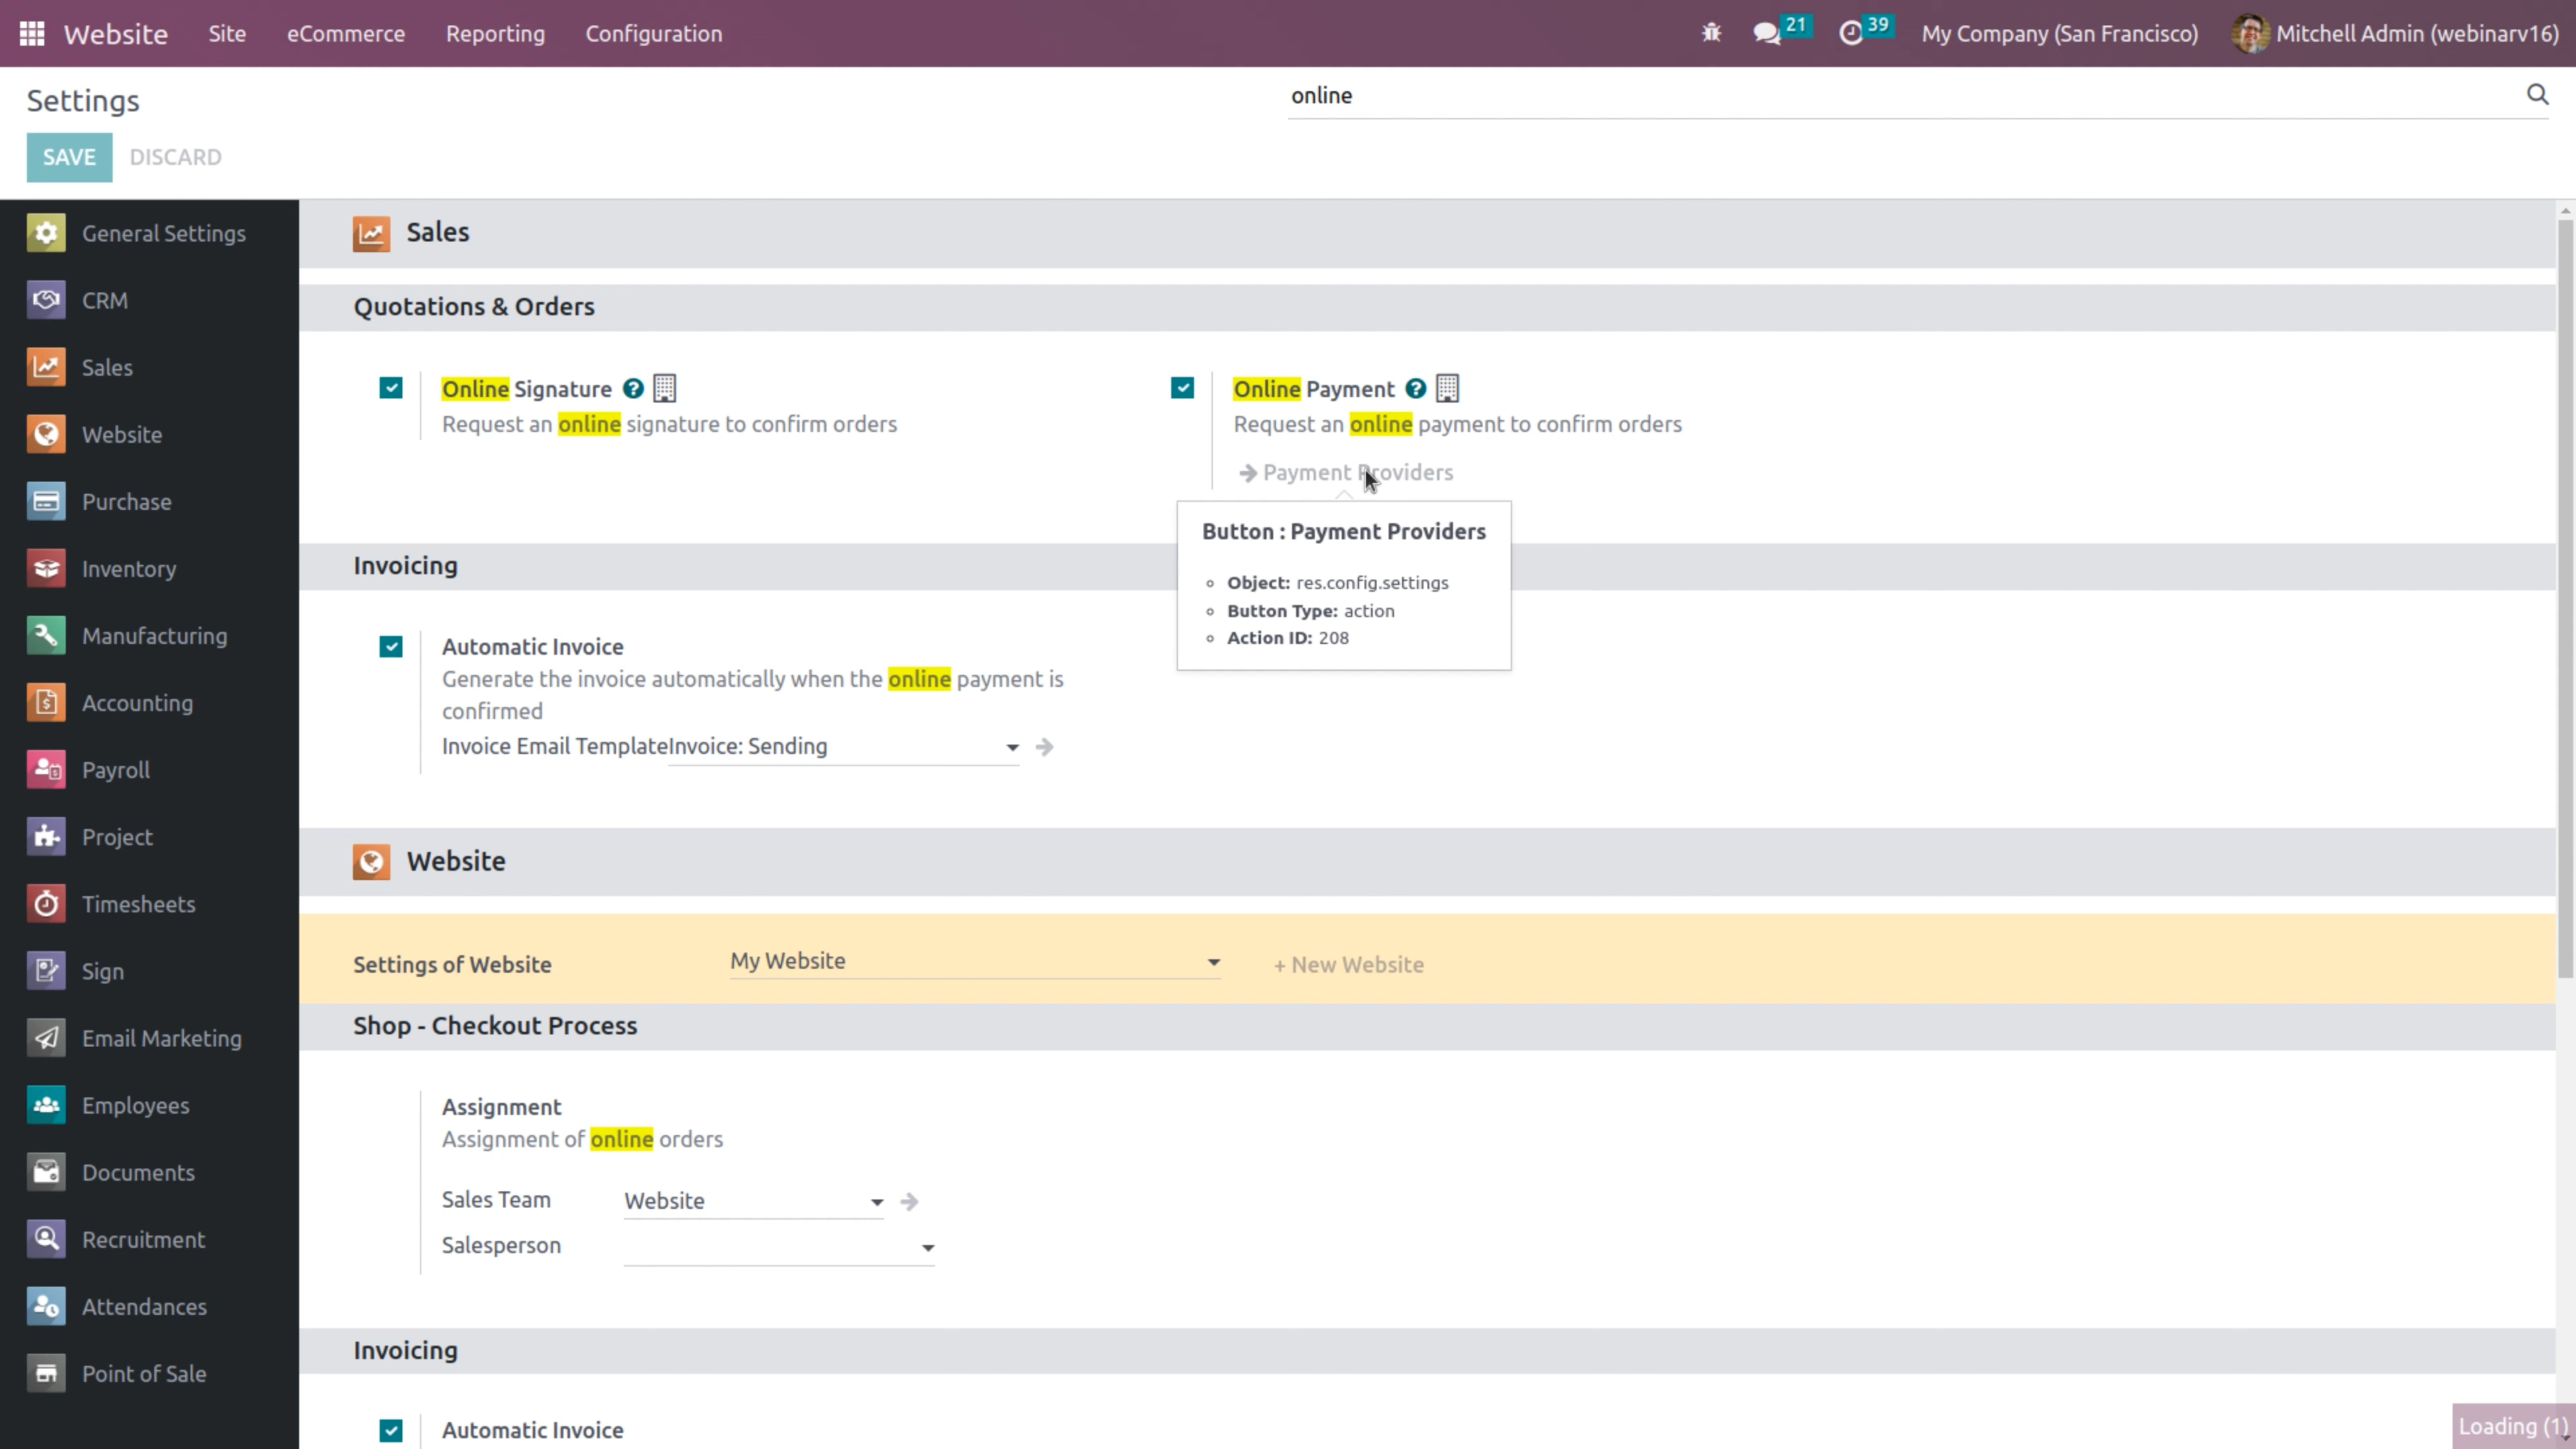 Website Site eCommerce Reporting Configuration 21 39 My Company (San Francisco) Mitchell Admin (webinarv16)
Settings
online
SAVE DISCARD
General Settings
CRM
Sales
Website
Purchase
Inventory
Manufacturing
Accounting
Payroll
Project
Timesheets
Sign
Email Marketing
Employees
Documents
Recruitment
Attendances
Point of Sale
Sales
Quotations & Orders
Online Signature ?
Request an online signature to confirm orders
Online Payment ?
Request an online payment to confirm orders
Payment Providers
Button : Payment Providers
Object: res.config.settings
Button Type: action
Action ID: 208
Invoicing
Automatic Invoice
Generate the invoice automatically when the online payment is
confirmed
Invoice Email Template Invoice: Sending
Website
Settings of Website My Website + New Website
Shop - Checkout Process
Assignment
Assignment of online orders
Sales Team Website
Salesperson
Invoicing
Automatic Invoice
Loading (1)